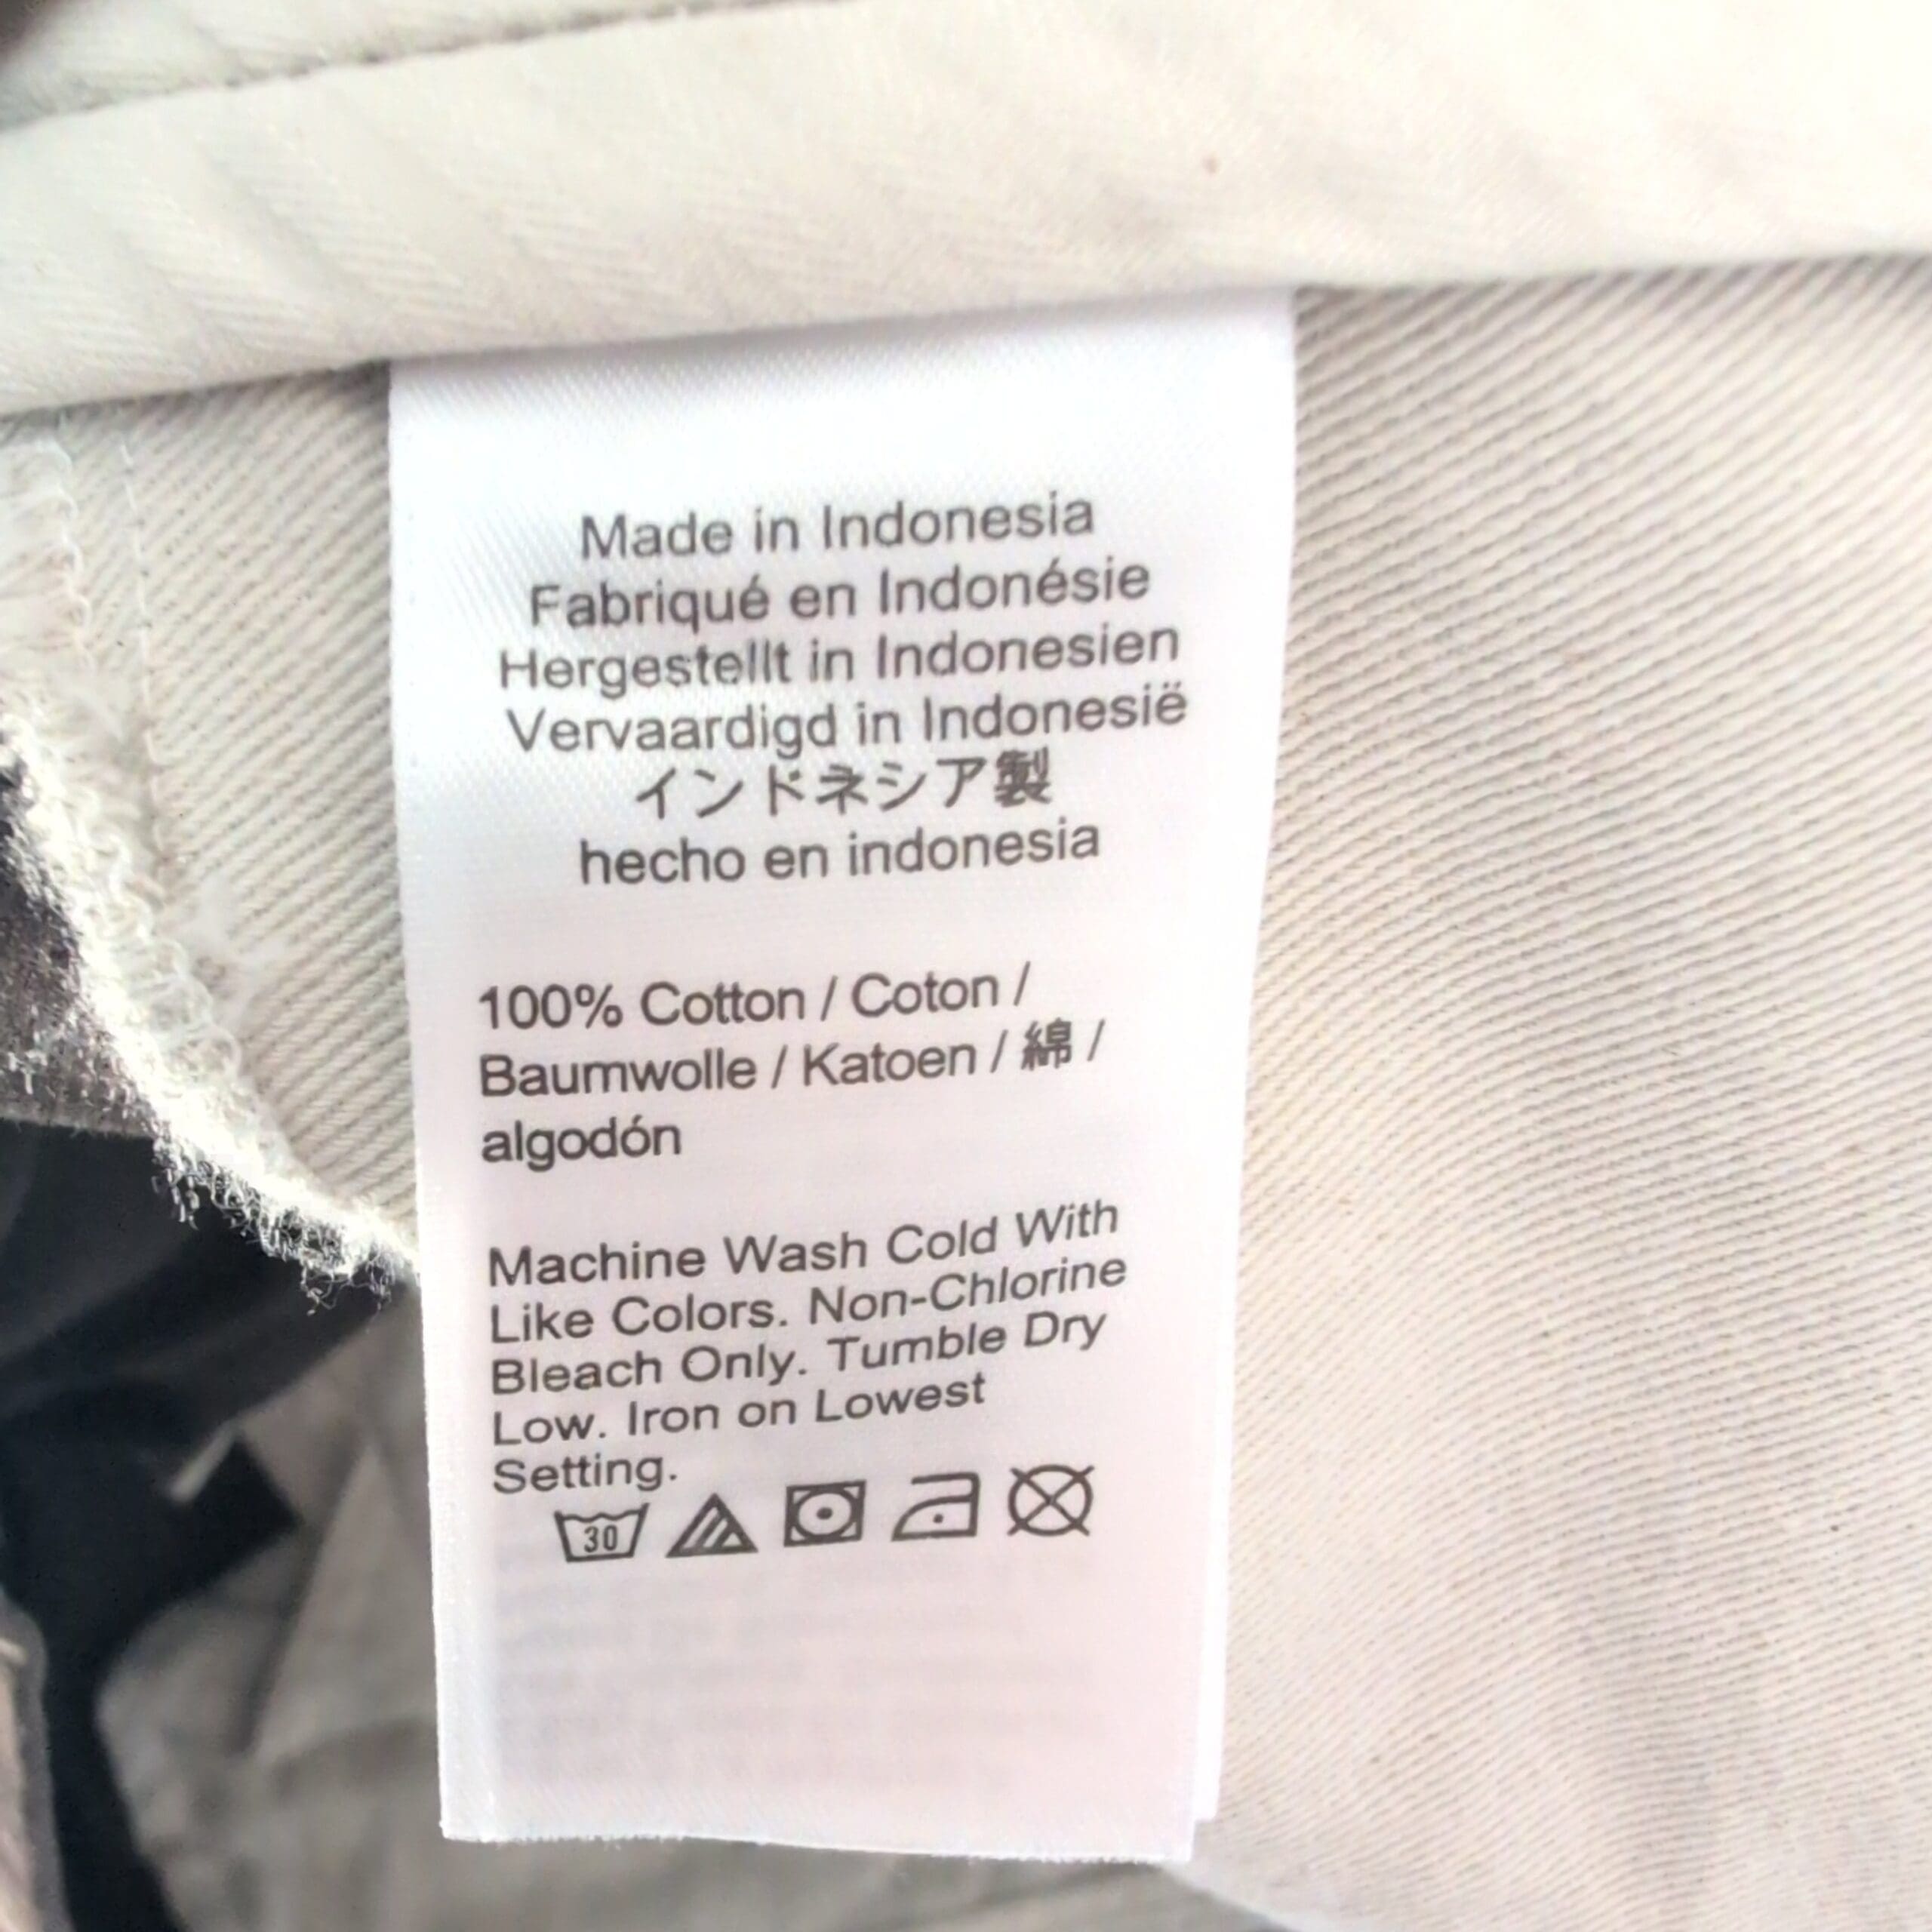 Made in Indonesia
Fabriqué en Indonésie
Hergestellt in Indonesien
Vervaardigd in Indonesië
インドネシア製
hecho en indonesia
100% Cotton / Coton /
Baumwolle / Katoen / 綿 /
algodón
Machine Wash Cold With
Like Colors. Non-Chlorine
Bleach Only. Tumble Dry
Low. Iron on Lowest
Setting.
30